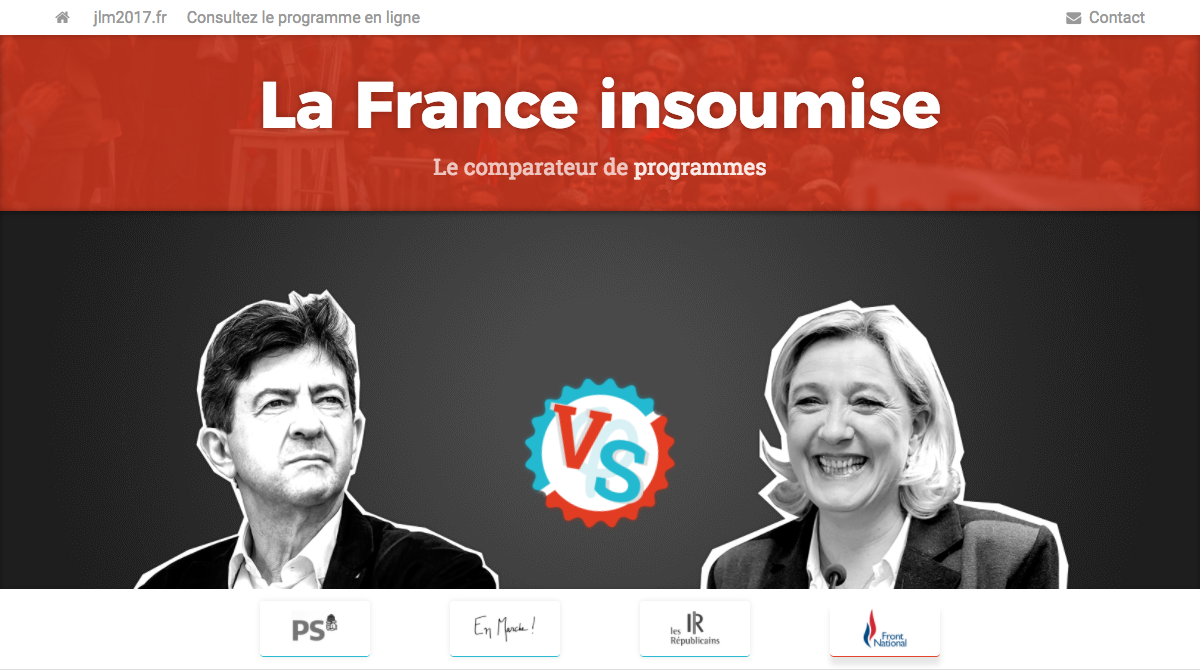 jlm2017.fr Consultez le programme en ligne Contact
La France insoumise
Le comparateur de programmes
VS
PS
En Marche !
les Républicains
LR
Front
National